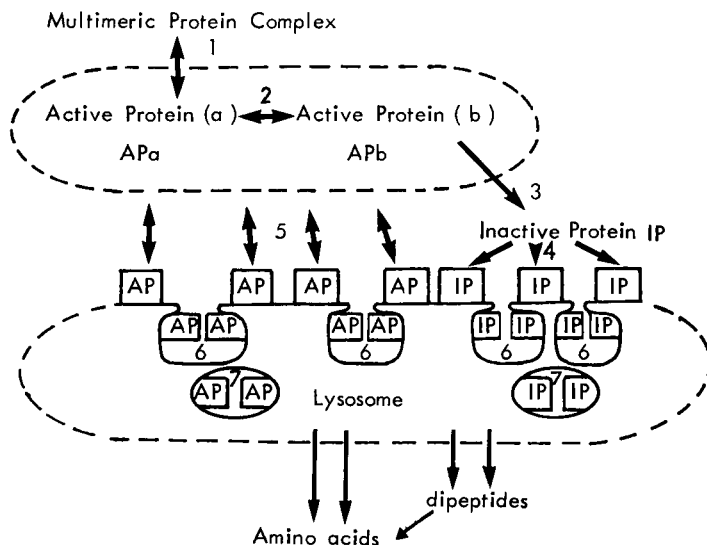 Multimeric Protein Complex
1
Active Protein (a) 2 Active Protein (b)
APa APb
3
5 Inactive Protein IP
4
AP AP AP AP IP IP IP
AP AP AP AP IP IP IP IP
6 6 6 6
7 7
AP AP IP IP
Lysosome
dipeptides
Amino acids